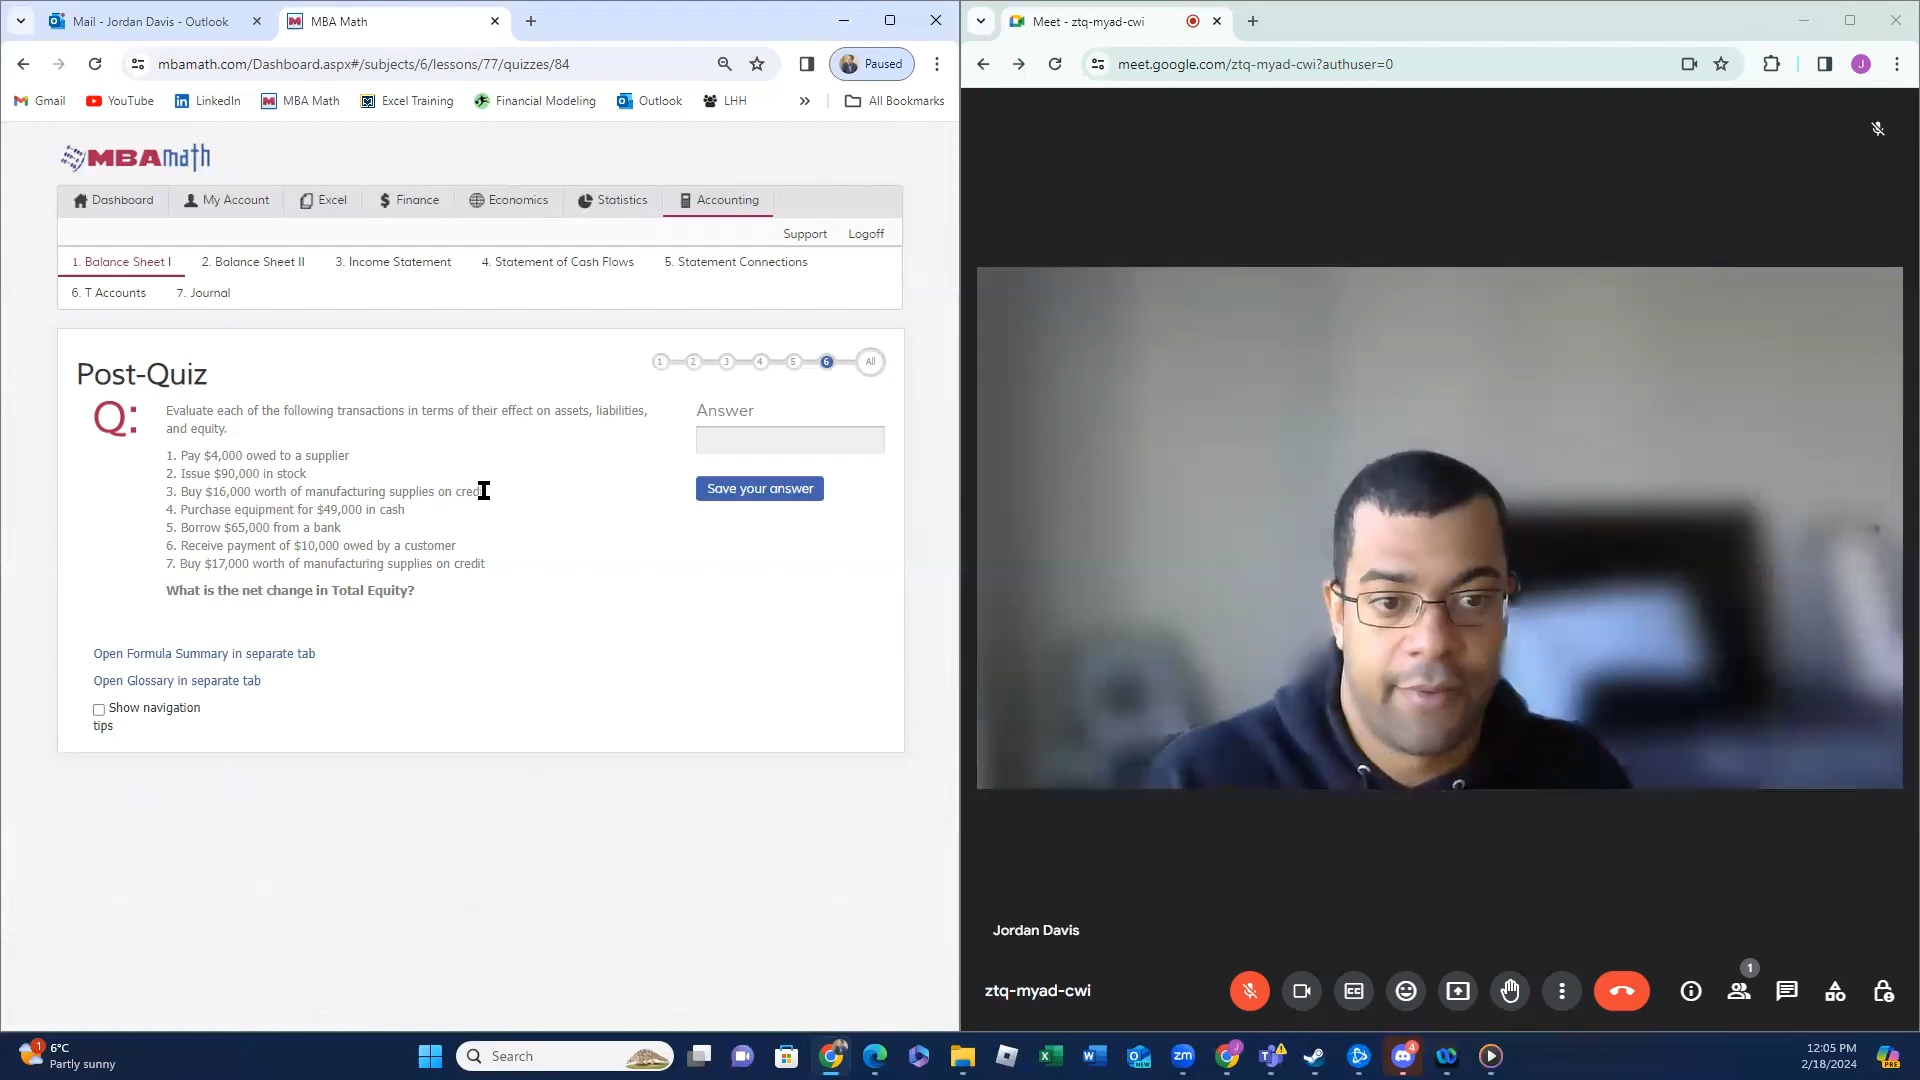 Mail - Jordan Davis - Outlook
MBA Math
mbamath.com/Dashboard.aspx#/subjects/6/lessons/77/quizzes/84
Paused
Gmail
YouTube
LinkedIn
MBA Math
Excel Training
Financial Modeling
Outlook
LHH
All Bookmarks
MBAmath
Dashboard
My Account
Excel
Finance
Economics
Statistics
Accounting
Support
Logoff
1. Balance Sheet I
2. Balance Sheet II
3. Income Statement
4. Statement of Cash Flows
5. Statement Connections
6. T Accounts
7. Journal
Post-Quiz
1
2
3
4
5
6
All
Q:
Evaluate each of the following transactions in terms of their effect on assets, liabilities,
and equity.
1. Pay $4,000 owed to a supplier
2. Issue $90,000 in stock
3. Buy $16,000 worth of manufacturing supplies on credit
4. Purchase equipment for $49,000 in cash
5. Borrow $65,000 from a bank
6. Receive payment of $10,000 owed by a customer
7. Buy $17,000 worth of manufacturing supplies on credit
What is the net change in Total Equity?
Answer
Save your answer
Open Formula Summary in separate tab
Open Glossary in separate tab
Show navigation
tips
Meet - ztq-myad-cwi
meet.google.com/ztq-myad-cwi?authuser=0
J
Jordan Davis
ztq-myad-cwi
1
1
6°C
Partly sunny
Search
zm
4
12:05 PM
2/18/2024